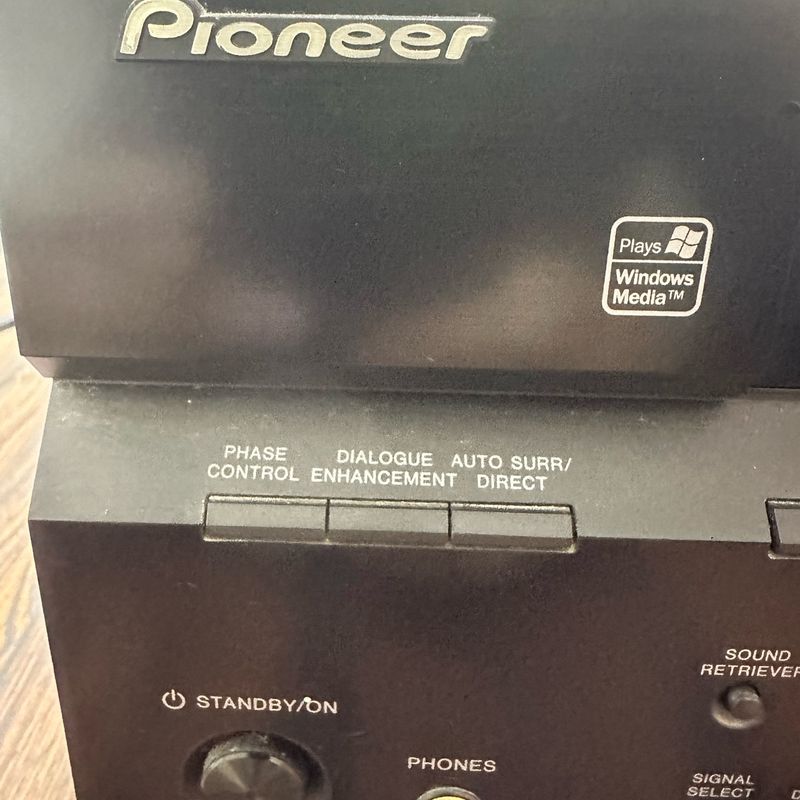 Pioneer
Plays
Windows
Media™
PHASE
CONTROL
DIALOGUE
ENHANCEMENT
AUTO SURR/
DIRECT
SOUND
RETRIEVER
STANDBY/ON
PHONES
SIGNAL
SELECT